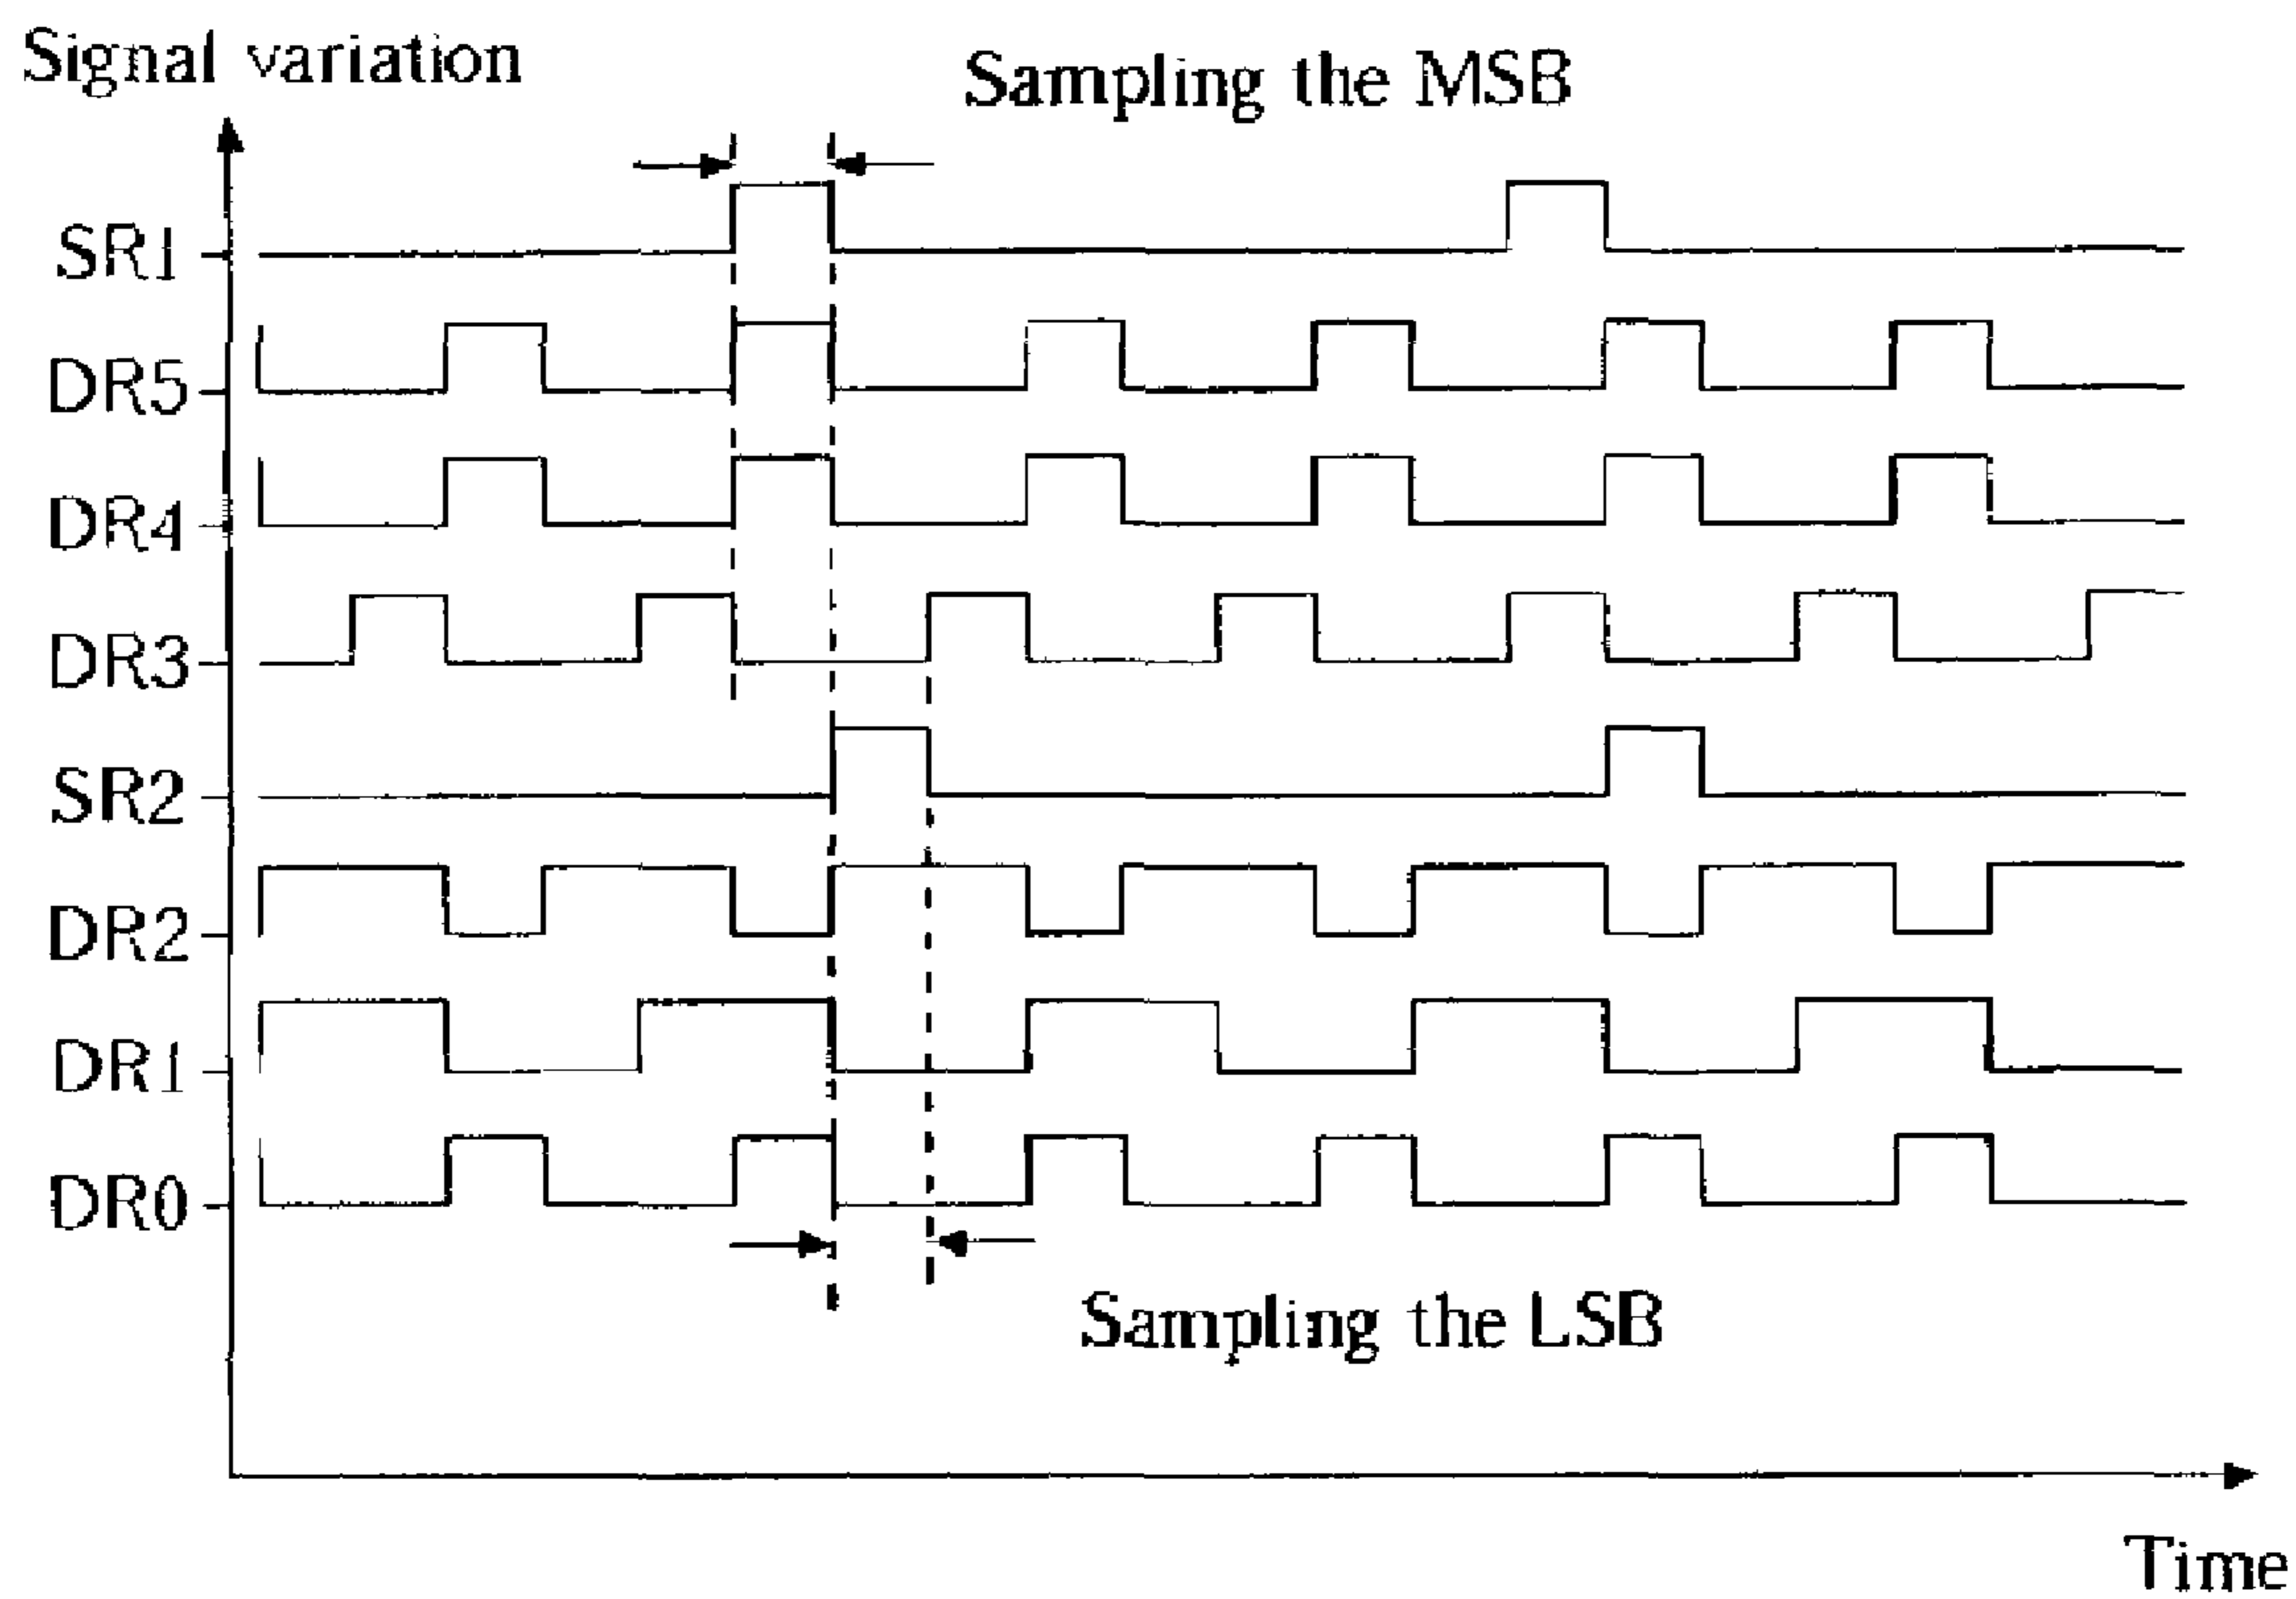 Signal variation
Sampling the MSB
SR1
DR5
DR4
DR3
SR2
DR2
DR1
DR0
Sampling the LSB
Time